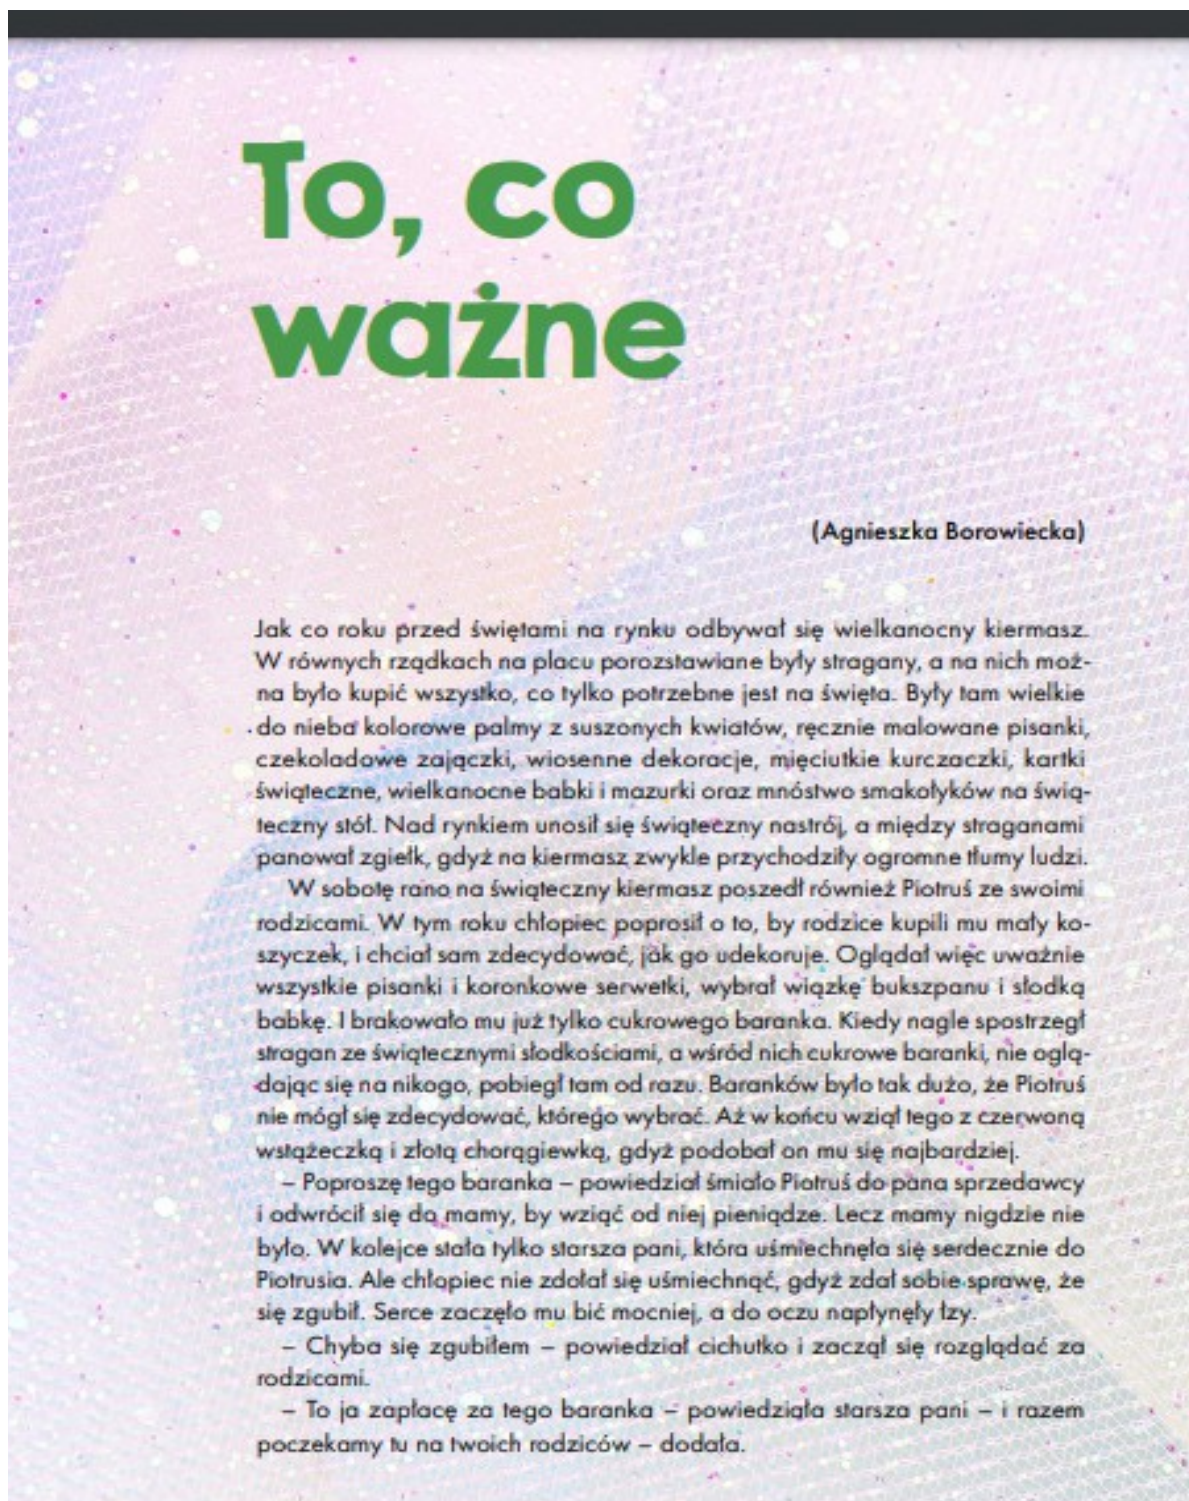 To, co
ważne
(Agnieszka Borowiecka)
Jak co roku przed świętami na rynku odbywał się wielkanocny kiermasz.
W równych rządkach na placu porozstawiane były stragany, a na nich moż-
na było kupić wszystko, co tylko potrzebne jest na święta. Były tam wielkie
do nieba kolorowe palmy z suszonych kwiatów, ręcznie malowane pisanki,
czekoladowe zajączki, wiosenne dekoracje, mięciutkie kurczaczki, kartki
świąteczne, wielkanocne babki i mazurki oraz mnóstwo smakołyków na świą-
teczny stół. Nad rynkiem unosił się świąteczny nastrój, a między straganami
panował zgiełk, gdyż na kiermasz zwykle przychodziły ogromne tłumy ludzi.
W sobotę rano na świąteczny kiermasz poszedł również Piotruś ze swoimi
rodzicami. W tym roku chłopiec poprosił o to, by rodzice kupili mu mały ko-
szyczek, i chciał sam zdecydować, jak go udekoruje. Oglądał więc uważnie
wszystkie pisanki i koronkowe serwetki, wybrał wiązkę bukszpanu i słodką
babkę. I brakowało mu już tylko cukrowego baranka. Kiedy nagle spostrzegł
stragan ze świątecznymi słodkościami, a wśród nich cukrowe baranki, nie oglą-
dając się na nikogo, pobiegł tam od razu. Baranków było tak dużo, że Piotruś
nie mógł się zdecydować, którego wybrać. Aż w końcu wziął tego z czerwoną
wstążeczką i złotą chorągiewką, gdyż podobał on mu się najbardziej.
– Poproszę tego baranka – powiedział śmiało Piotruś do pana sprzedawcy
i odwrócił się do mamy, by wziąć od niej pieniądze. Lecz mamy nigdzie nie
było. W kolejce stała tylko starsza pani, która uśmiechnęła się serdecznie do
Piotrusia. Ale chłopiec nie zdołał się uśmiechnąć, gdyż zdał sobie sprawę, że
się zgubił. Serce zaczęło mu bić mocniej, a do oczu napłynęły łzy.
– Chyba się zgubiłem – powiedział cichutko i zaczął się rozglądać za
rodzicami.
– To ja zapłacę za tego baranka – powiedziała starsza pani – i razem
poczekamy tu na twoich rodziców – dodała.